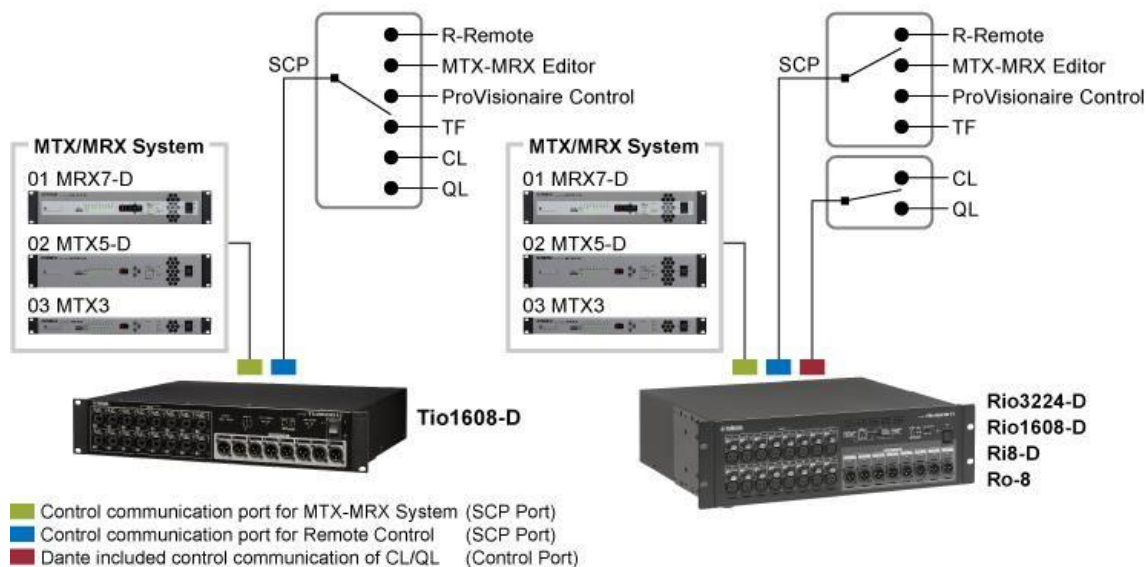 SCP
R-Remote
MTX-MRX Editor
ProVisionaire Control
TF
CL
QL
MTX/MRX System
01 MRX7-D
02 MTX5-D
03 MTX3
Tio1608-D
SCP
R-Remote
MTX-MRX Editor
ProVisionaire Control
TF
CL
QL
MTX/MRX System
01 MRX7-D
02 MTX5-D
03 MTX3
Rio3224-D
Rio1608-D
Ri8-D
Ro-8
Control communication port for MTX-MRX System (SCP Port)
Control communication port for Remote Control (SCP Port)
Dante included control communication of CL/QL (Control Port)